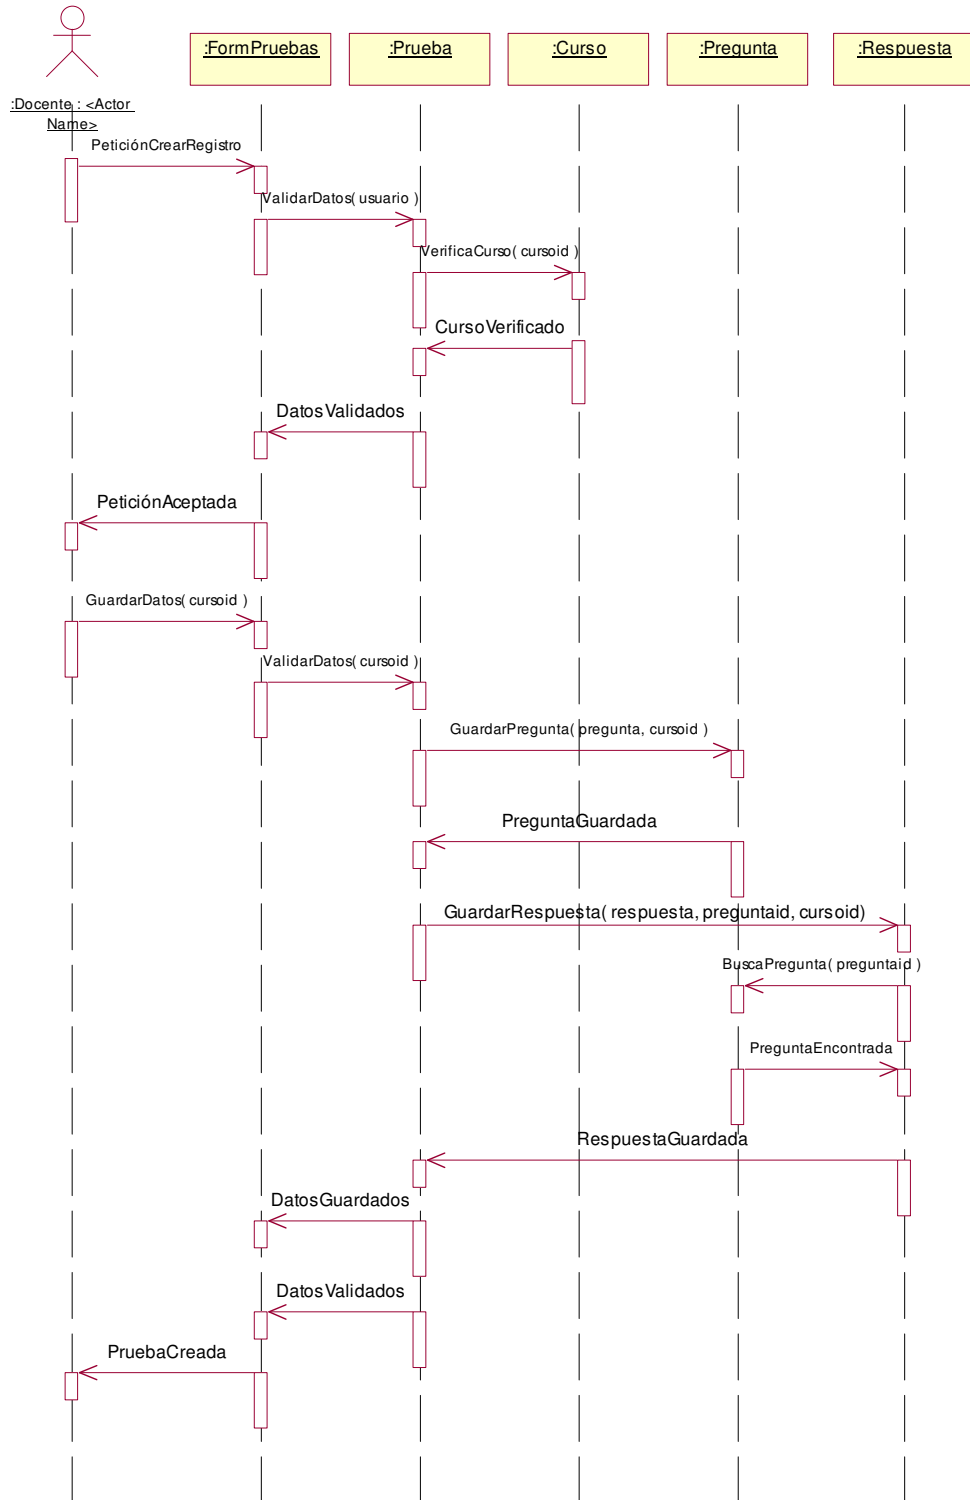 :FormPruebas
:Prueba
:Curso
:Pregunta
:Respuesta
:Docente : <Actor
Name>
PeticiónCrearRegistro
ValidarDatos( usuario )
VerificaCurso( cursoid )
CursoVerificado
DatosValidados
PeticiónAceptada
GuardarDatos( cursoid )
ValidarDatos( cursoid )
GuardarPregunta( pregunta, cursoid )
PreguntaGuardada
GuardarRespuesta( respuesta, preguntaid, cursoid)
BuscaPregunta( preguntaid )
PreguntaEncontrada
RespuestaGuardada
DatosGuardados
DatosValidados
PruebaCreada